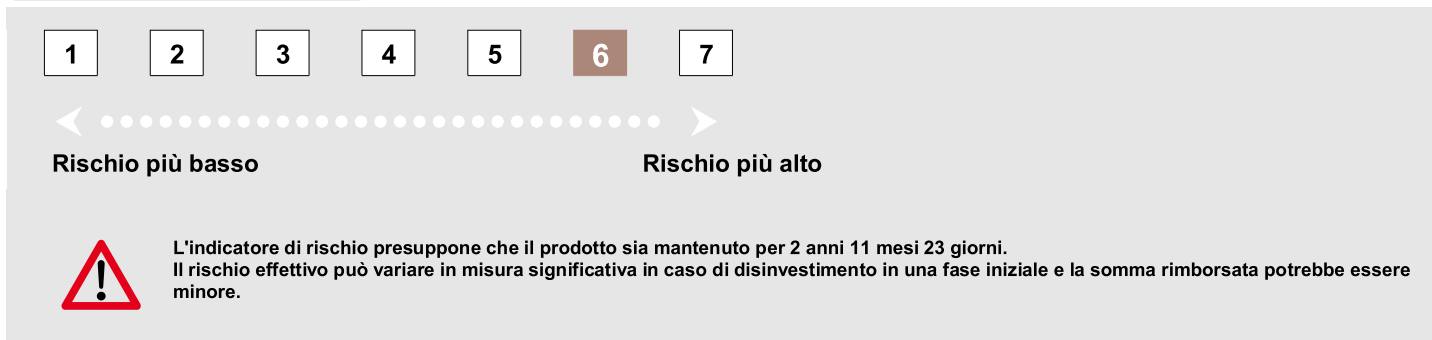 1 2 3 4 5 6 7
Rischio più basso Rischio più alto
L'indicatore di rischio presuppone che il prodotto sia mantenuto per 2 anni 11 mesi 23 giorni.
Il rischio effettivo può variare in misura significativa in caso di disinvestimento in una fase iniziale e la somma rimborsata potrebbe essere
minore.